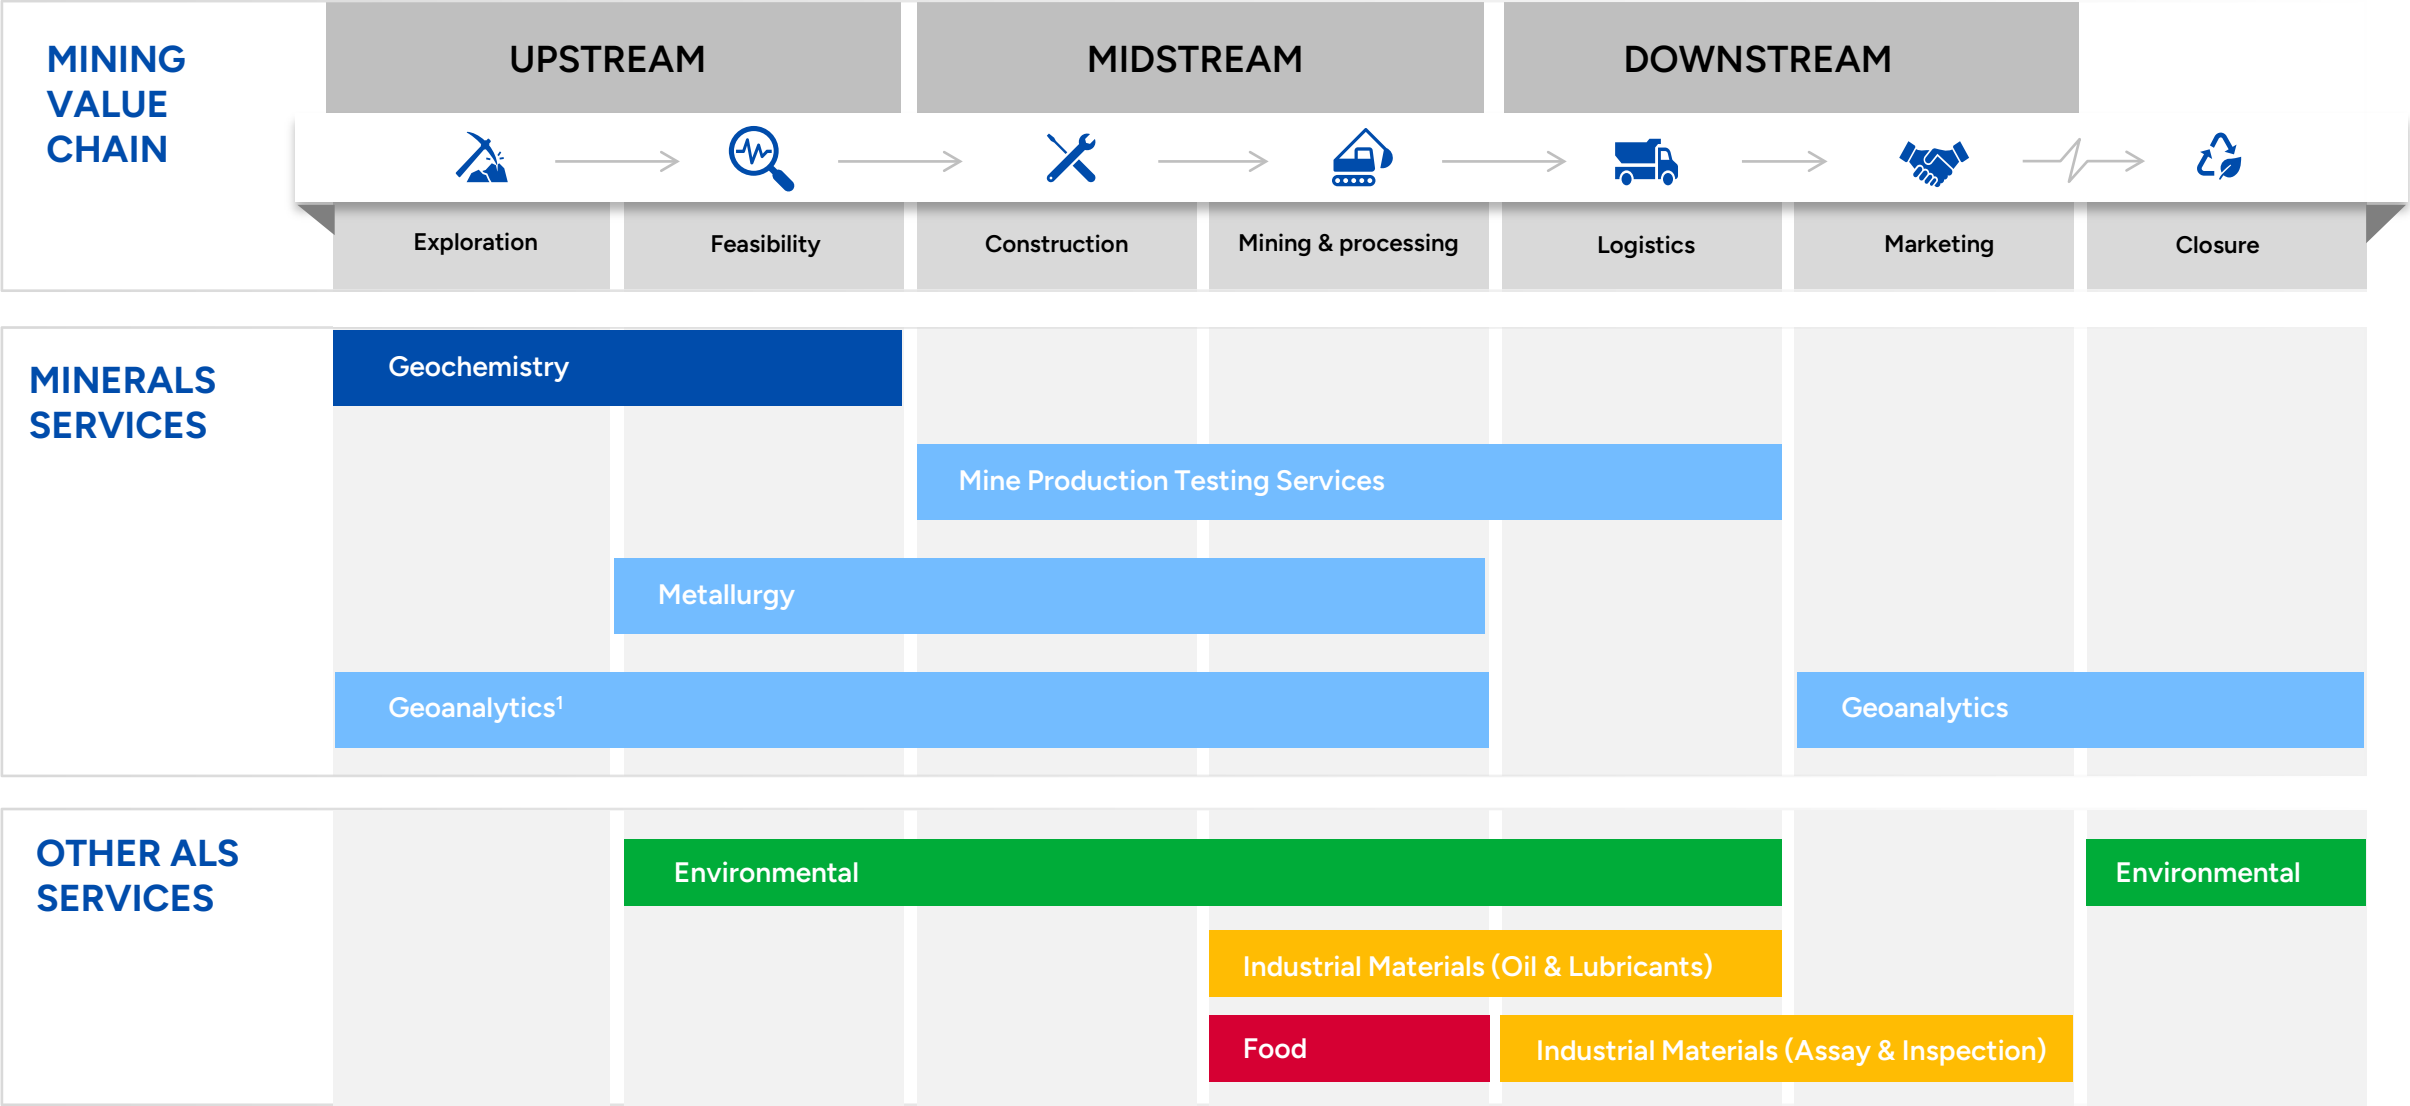 MINING
VALUE
CHAIN
UPSTREAM
MIDSTREAM
DOWNSTREAM
Exploration
Feasibility
Construction
Mining & processing
Logistics
Marketing
Closure
MINERALS
SERVICES
Geochemistry
Mine Production Testing Services
Metallurgy
Geoanalytics¹
Geoanalytics
OTHER ALS
SERVICES
Environmental
Environmental
Industrial Materials (Oil & Lubricants)
Food
Industrial Materials (Assay & Inspection)